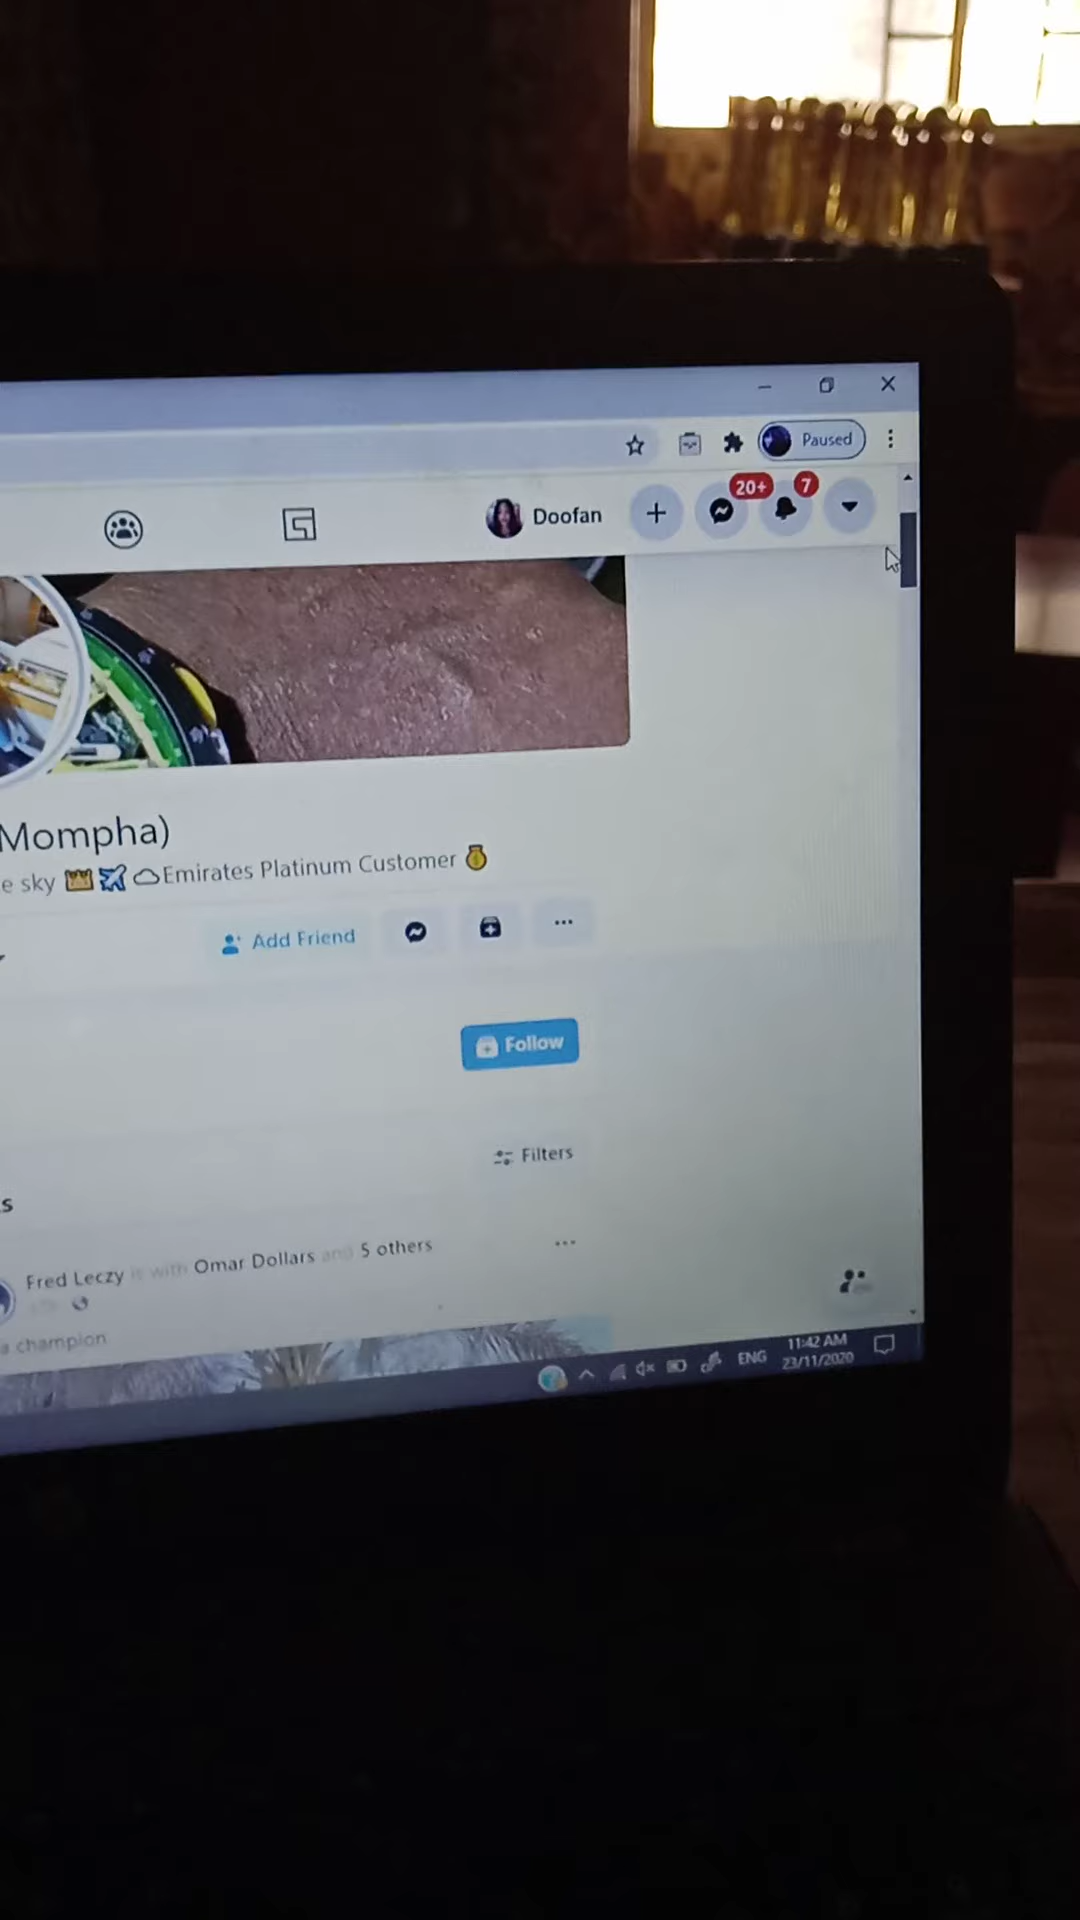 Paused
Doofan
20+
7
Mompha)
e sky 👑✈️☁️Emirates Platinum Customer 💰
Add Friend
Follow
Filters
s
Fred Leczy is with Omar Dollars and 5 others
a champion
ENG
11:42 AM
23/11/2020